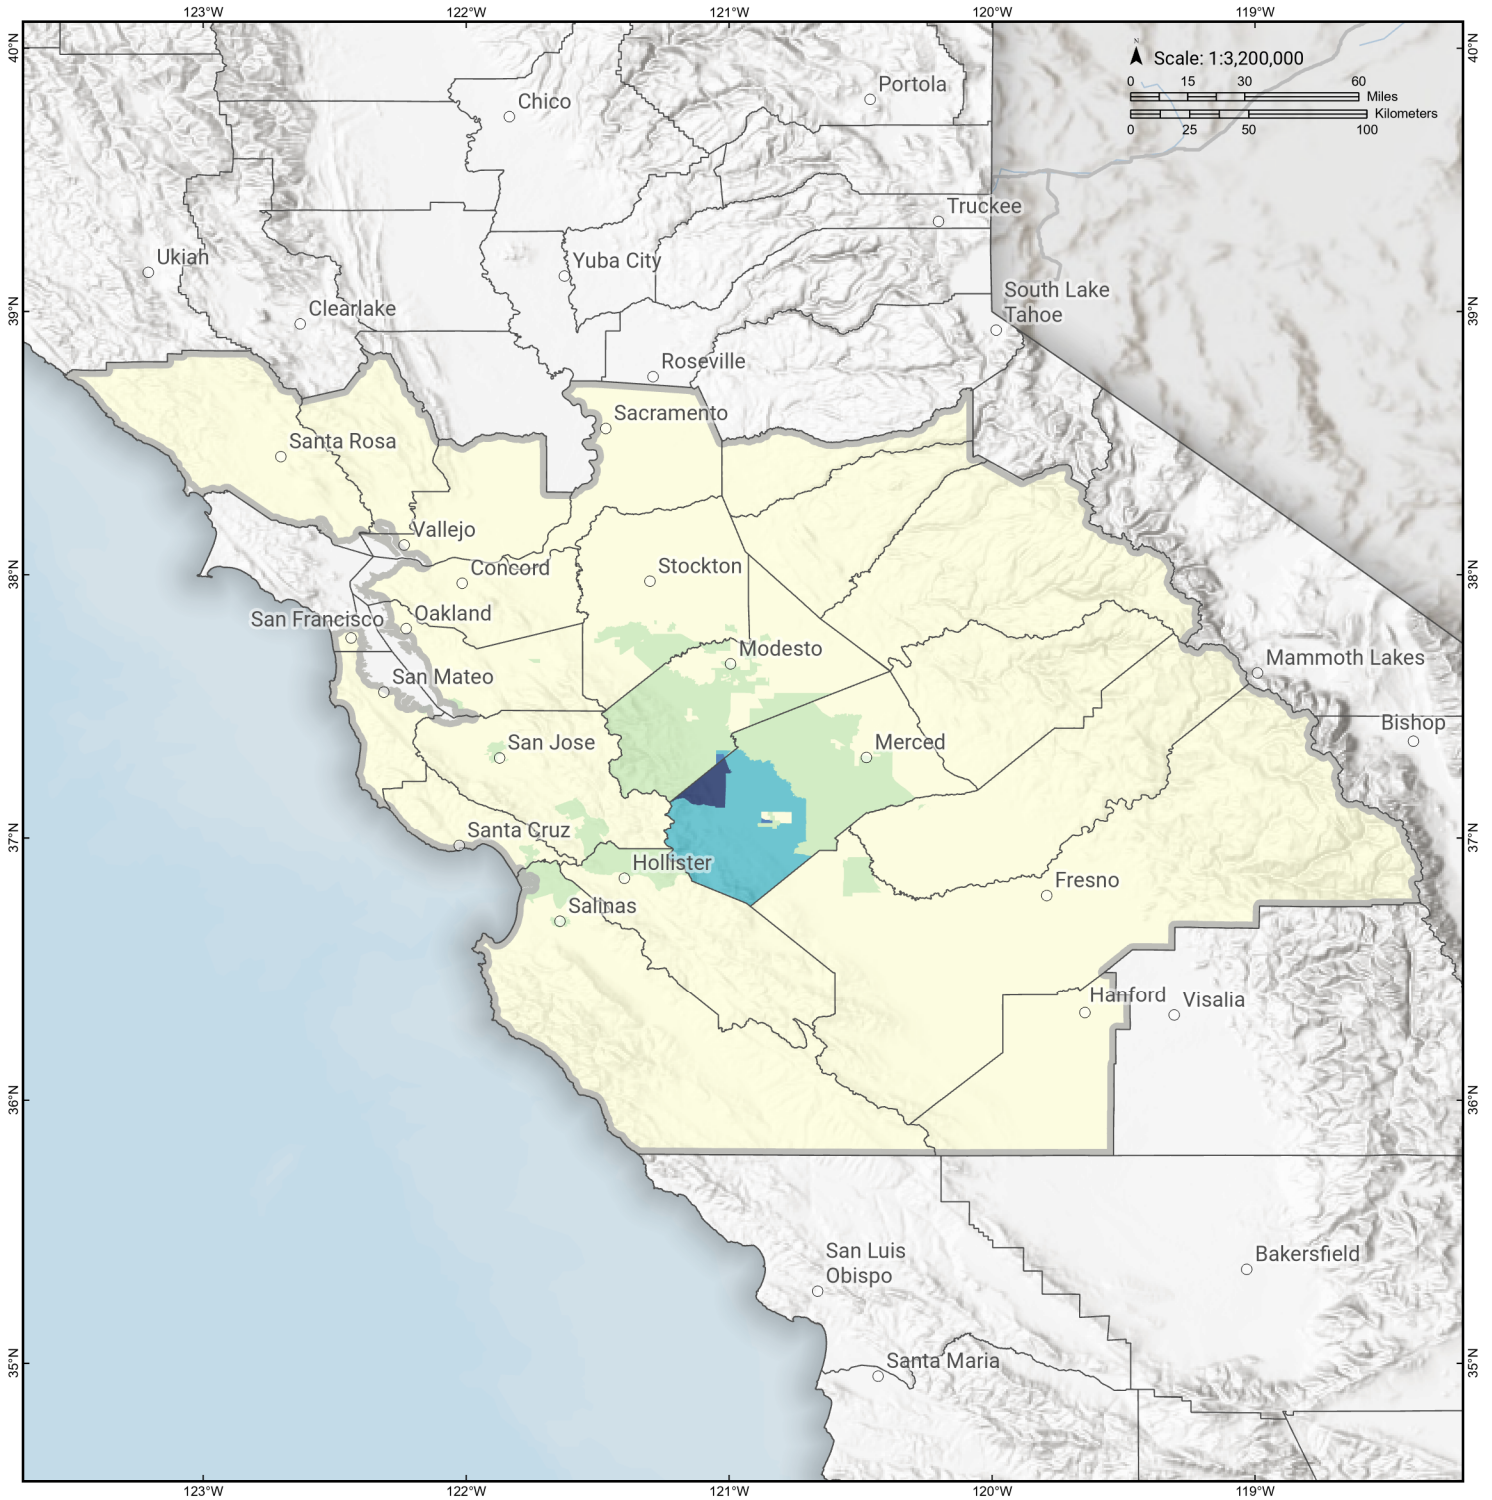 123°W
122°W
121°W
120°W
119°W
40°N
40°N
N
Scale: 1:3,200,000
0
15
30
60
Miles
Kilometers
0
25
50
100
Portola
Chico
Truckee
Ukiah
Yuba City
South Lake
Tahoe
Clearlake
39°N
39°N
Roseville
Sacramento
Santa Rosa
Vallejo
Concord
Stockton
38°N
38°N
Oakland
San Francisco
Modesto
Mammoth Lakes
San Mateo
Bishop
San Jose
Merced
Santa Cruz
37°N
37°N
Hollister
Fresno
Salinas
Hanford
Visalia
36°N
36°N
San Luis
Obispo
Bakersfield
Santa Maria
35°N
35°N
123°W
122°W
121°W
120°W
119°W